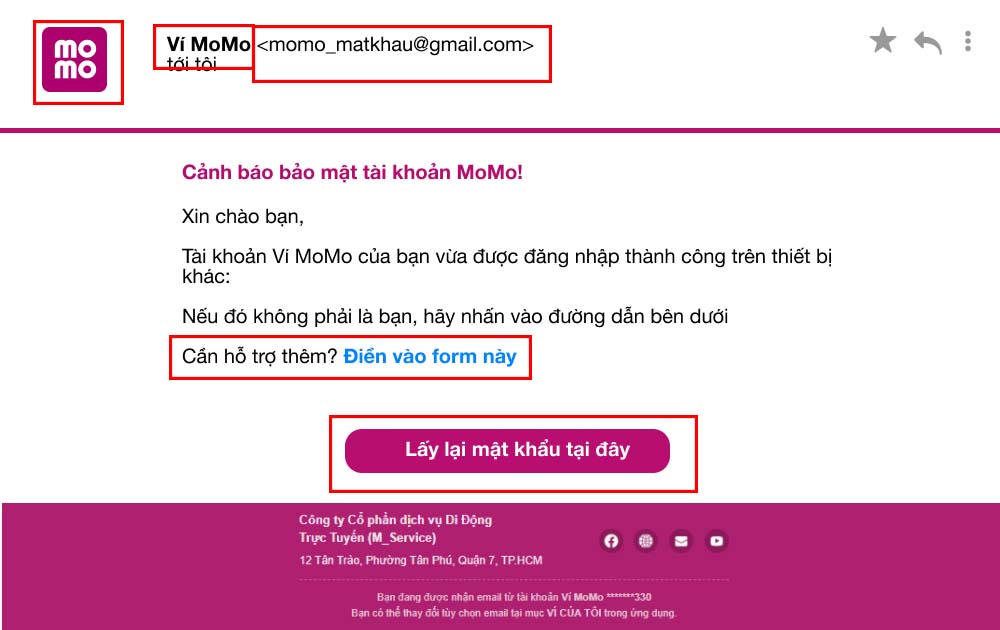 mo
mo
Ví MoMo <momo_matkhau@gmail.com>
tới tôi
Cảnh báo bảo mật tài khoản MoMo!
Xin chào bạn,
Tài khoản Ví MoMo của bạn vừa được đăng nhập thành công trên thiết bị
khác:
Nếu đó không phải là bạn, hãy nhấn vào đường dẫn bên dưới
Cần hỗ trợ thêm? Điền vào form này
Lấy lại mật khẩu tại đây
Công ty Cổ phần dịch vụ Di Động
Trực Tuyến (M_Service)
12 Tân Trào, Phường Tân Phú, Quận 7, TP.HCM
Bạn đang được nhận email từ tài khoản Ví MoMo *******330
Bạn có thể thay đổi tùy chọn email tại mục VÍ CỦA TÔI trong ứng dụng.